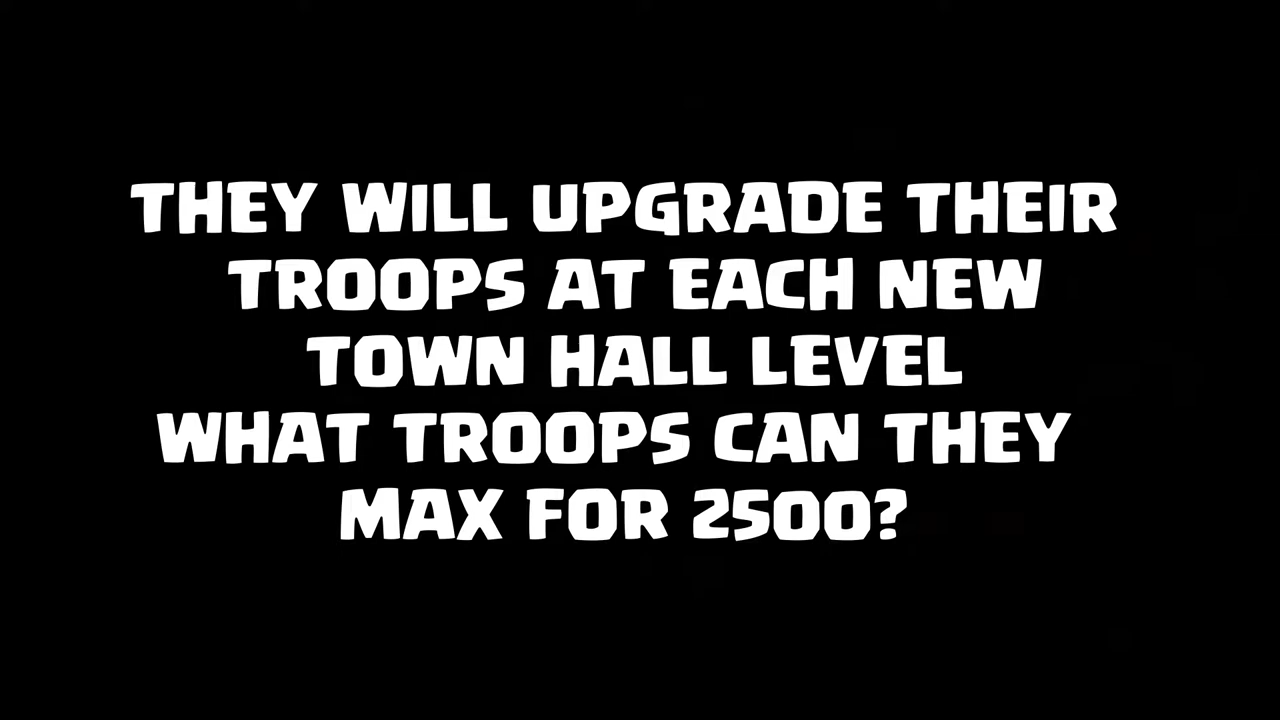 THEY WILL UPGRADE THEIR
TROOPS AT EACH NEW
TOWN HALL LEVEL
WHAT TROOPS CAN THEY
MAX FOR 2500?